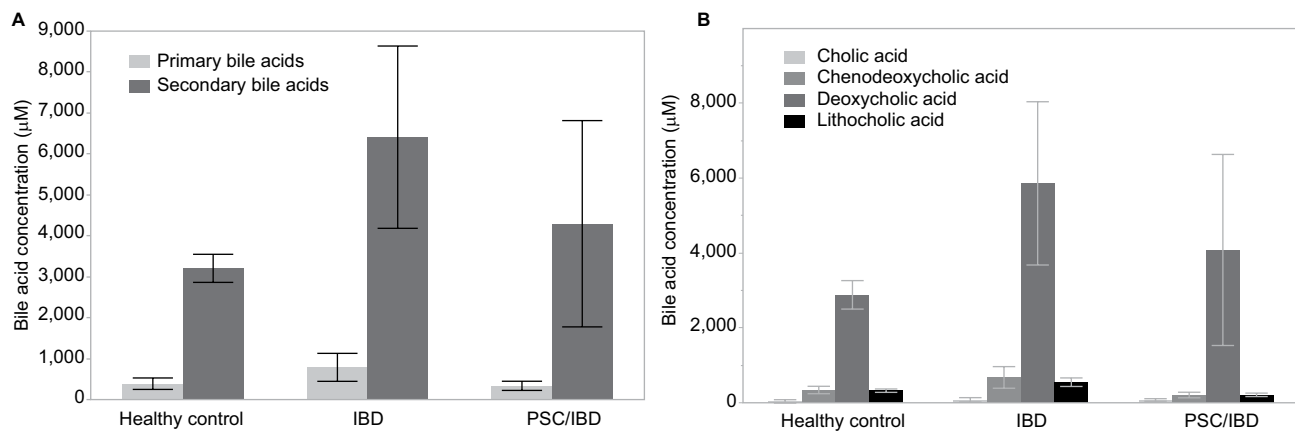 A
Bile acid concentration (μM)
9,000
8,000
7,000
6,000
5,000
4,000
3,000
2,000
1,000
0
Primary bile acids
Secondary bile acids
Healthy control
IBD
PSC/IBD
B
Bile acid concentration (μM)
8,000
6,000
4,000
2,000
0
Cholic acid
Chenodeoxycholic acid
Deoxycholic acid
Lithocholic acid
Healthy control
IBD
PSC/IBD